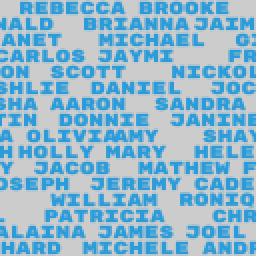 REBECCA BROOKE
NALD BRIANNA JAIM
ANET MICHAEL GI
CARLOS JAYMI FR
ON SCOTT NICKOL
SHLIE DANIEL JOC
SHA AARON SANDRA
TIN DONNIE JANINE
A OLIVIA AMY SHAY
H HOLLY MARY HELE
Y JACOB MATHEW F
OSEPH JEREMY CADE
WILLIAM RONIQ
PATRICIA CHR
ALAINA JAMES JOEL
HARD MICHELE ANDR